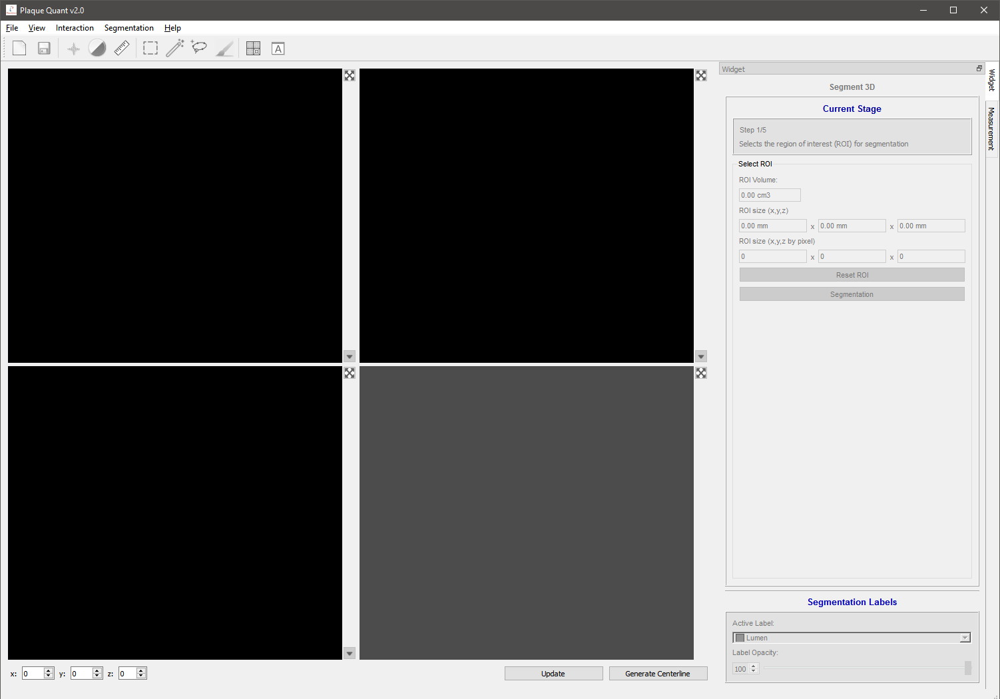 Plaque Quant v2.0
File View Interaction Segmentation Help
A
Widget
Segment 3D
Current Stage
Step 1/5
Selects the region of interest (ROI) for segmentation
Select ROI
ROI Volume:
0.00 cm3
ROI size (x,y,z)
0.00 mm x 0.00 mm x 0.00 mm
ROI size (x,y,z by pixel)
0 x 0 x 0
Reset ROI
Segmentation
Segmentation Labels
Active Label:
Lumen
Label Opacity:
100
Widget
Measurement
x: 0 y: 0 z: 0
Update
Generate Centerline